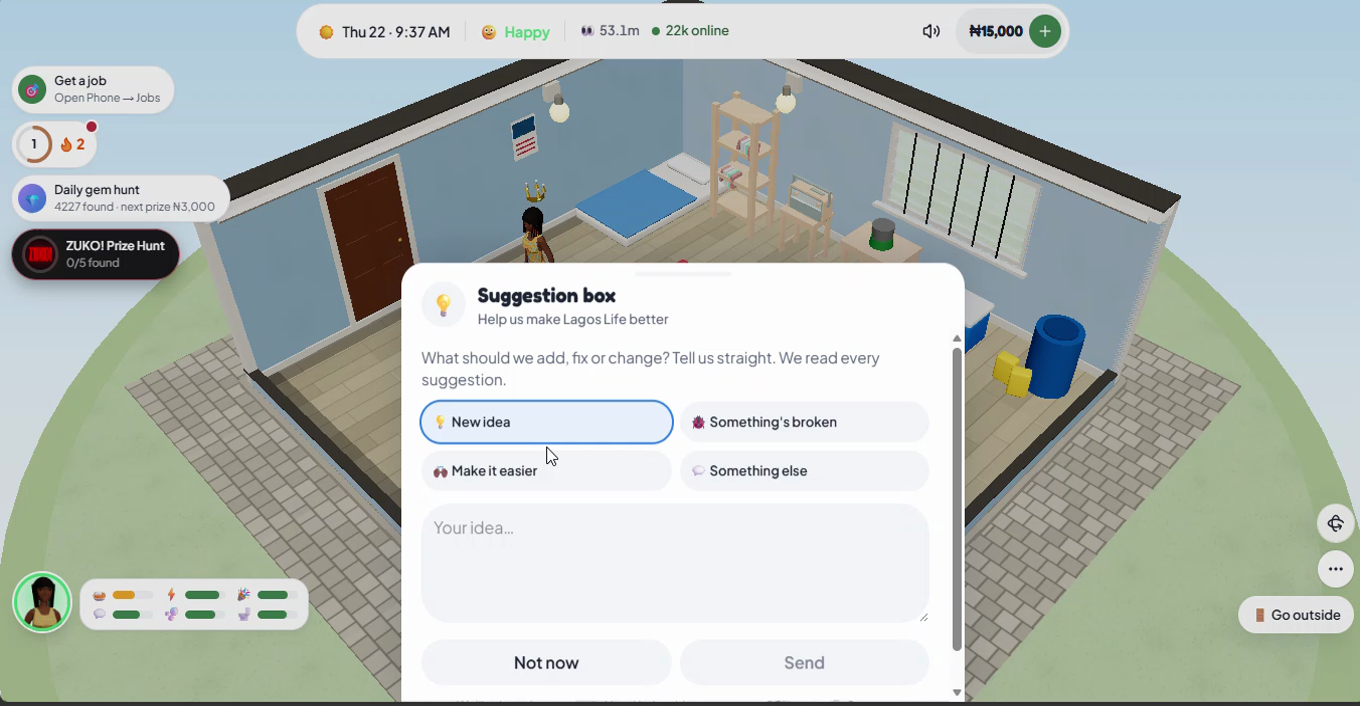 Thu 22 · 9:37 AM
Happy
53.1m
22k online
₦15,000
+
Get a job
Open Phone → Jobs
1
2
Daily gem hunt
4227 found · next prize ₦3,000
ZUKO!
ZUKO! Prize Hunt
0/5 found
Suggestion box
Help us make Lagos Life better
What should we add, fix or change? Tell us straight. We read every
suggestion.
New idea
Something's broken
Make it easier
Something else
Your idea...
Not now
Send
Go outside